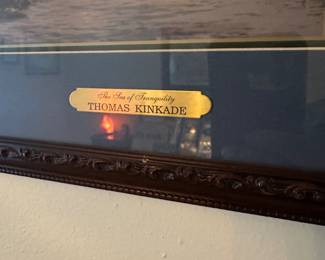 The Sea of Tranquility
THOMAS KINKADE